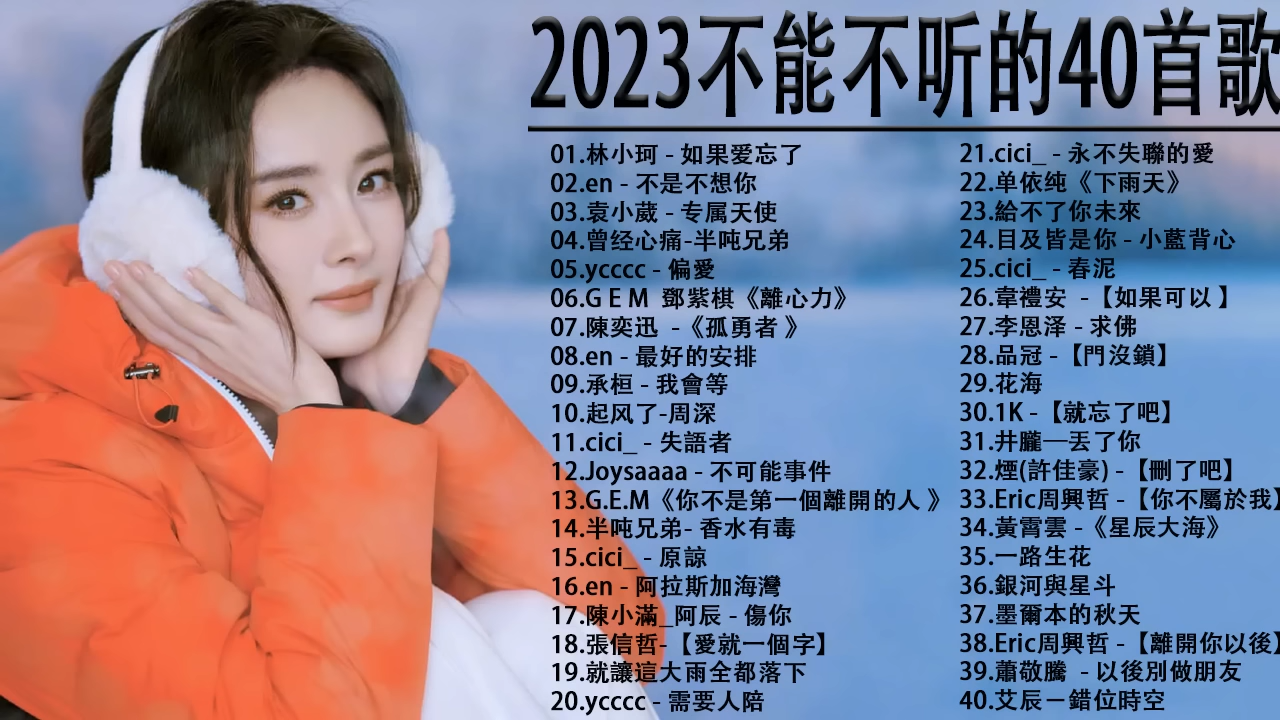 2023不能不听的40首歌
01.林小珂 - 如果爱忘了
02.en - 不是不想你
03.袁小葳 - 专属天使
04.曾经心痛-半吨兄弟
05.ycccc - 偏愛
06.G E M 鄧紫棋《離心力》
07.陳奕迅 -《孤勇者 》
08.en - 最好的安排
09.承桓 - 我會等
10.起风了-周深
11.cici_ - 失語者
12.Joysaaaa - 不可能事件
13.G.E.M《你不是第一個離開的人 》
14.半吨兄弟- 香水有毒
15.cici_ - 原諒
16.en - 阿拉斯加海灣
17.陳小滿_阿辰 - 傷你
18.張信哲-【愛就一個字】
19.就讓這大雨全都落下
20.ycccc - 需要人陪
21.cici_ - 永不失聯的愛
22.单依纯《下雨天》
23.給不了你未來
24.目及皆是你 - 小藍背心
25.cici_ - 春泥
26.韋禮安 -【如果可以 】
27.李恩泽 - 求佛
28.品冠 -【門沒鎖】
29.花海
30.1K -【就忘了吧】
31.井朧─丟了你
32.煙(許佳豪) -【刪了吧】
33.Eric周興哲 -【你不屬於我】
34.黃霄雲 -《星辰大海》
35.一路生花
36.銀河與星斗
37.墨爾本的秋天
38.Eric周興哲 -【離開你以後】
39.蕭敬騰 - 以後別做朋友
40.艾辰－錯位時空